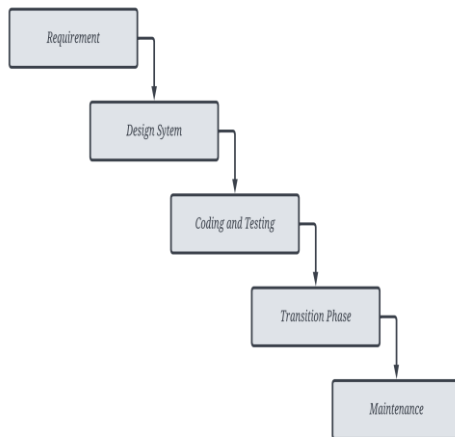 Requirement
Design Sytem
Coding and Testing
Transition Phase
Maintenance